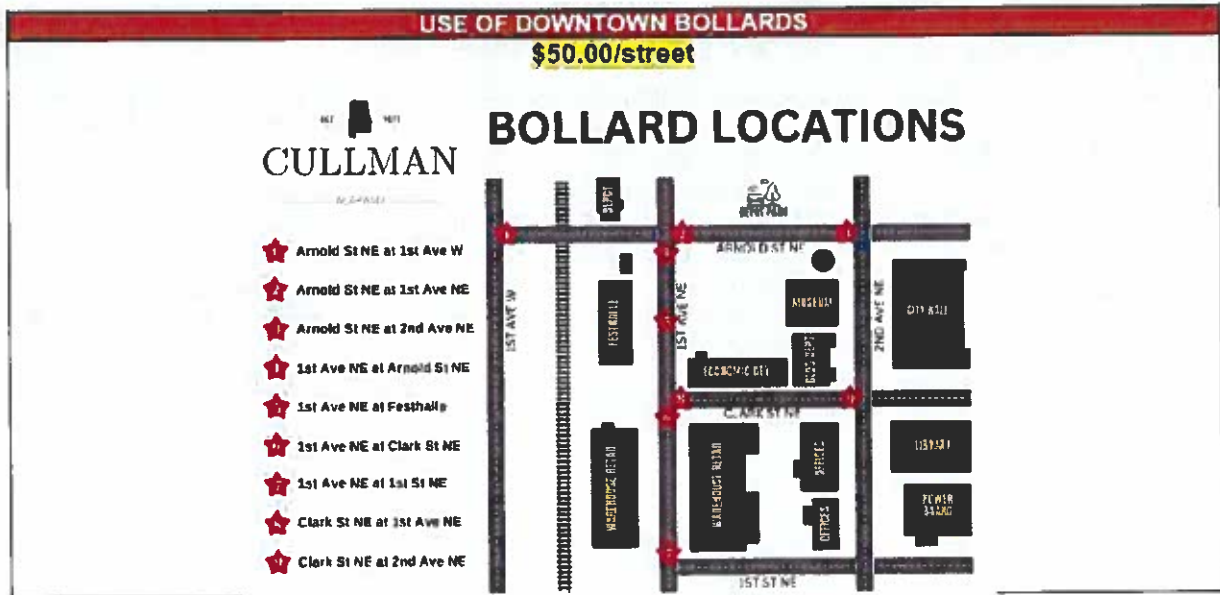 USE OF DOWNTOWN BOLLARDS
$50.00/street
BOLLARD LOCATIONS
CULLMAN
Arnold St NE at 1st Ave W
Arnold St NE at 1st Ave NE
Arnold St NE at 2nd Ave NE
1st Ave NE at Arnold St NE
1st Ave NE at Festhalle
1st Ave NE at Clark St NE
1st Ave NE at 1st St NE
Clark St NE at 1st Ave NE
Clark St NE at 2nd Ave NE
DEPOT
ARNOLD ST NE
1ST AVE W
FESTHALLE
1ST AVE NE
MUSEUM
2ND AVE NE
CITY HALL
ECONOMIC DEV
CLARK ST NE
WAREHOUSE RETAIL
WAREHOUSE RETAIL
OFFICES
OFFICES
LIBRARY
POWER
BOARD
1ST ST NE